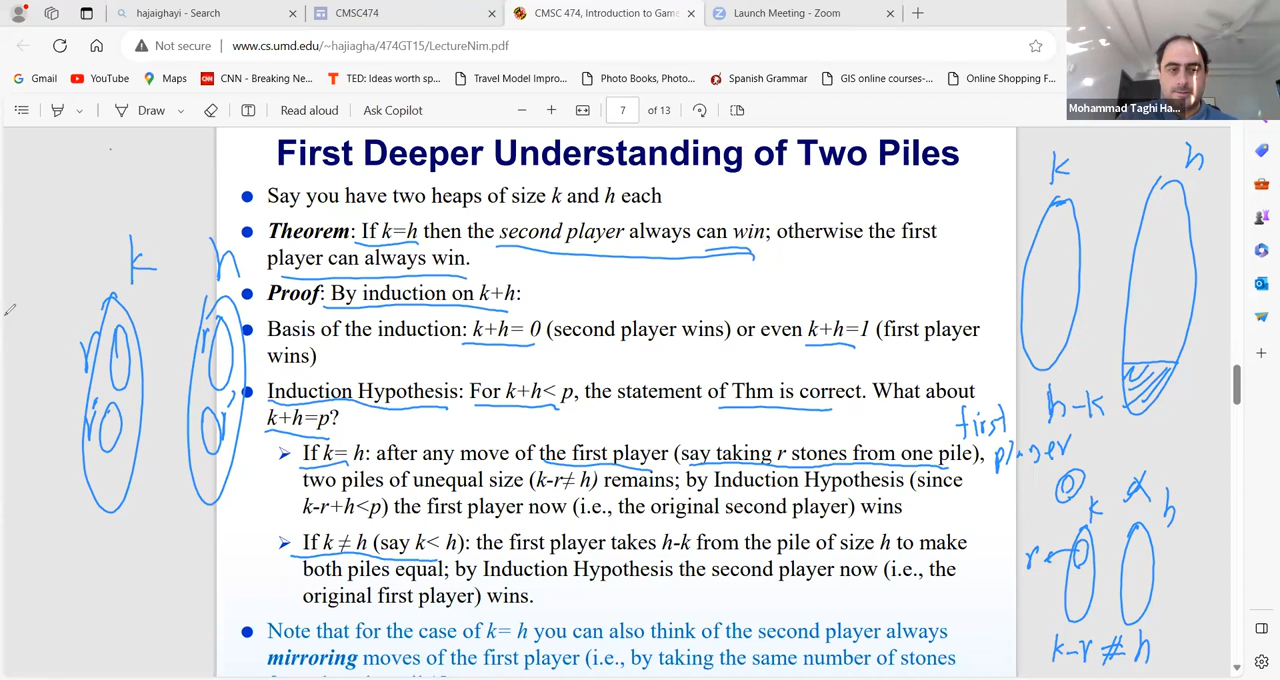 hajaighayi - Search
CMSC474
CMSC 474, Introduction to Game
Launch Meeting - Zoom
Not secure
www.cs.umd.edu/~hajiagha/474GT15/LectureNim.pdf
Gmail
YouTube
Maps
CNN - Breaking Ne...
TED: Ideas worth sp...
Travel Model Impro...
Photo Books, Photo...
Spanish Grammar
GIS online courses-...
Online Shopping F...
Mohammad Taghi Ha...
Draw
Read aloud
Ask Copilot
7
of 13
First Deeper Understanding of Two Piles
Say you have two heaps of size k and h each
Theorem: If k=h then the second player always can win; otherwise the first
player can always win.
Proof: By induction on k+h:
Basis of the induction: k+h= 0 (second player wins) or even k+h=1 (first player
wins)
Induction Hypothesis: For k+h< p, the statement of Thm is correct. What about
k+h=p?
If k= h: after any move of the first player (say taking r stones from one pile),
two piles of unequal size (k-r≠ h) remains; by Induction Hypothesis (since
k-r+h<p) the first player now (i.e., the original second player) wins
If k ≠ h (say k< h): the first player takes h-k from the pile of size h to make
both piles equal; by Induction Hypothesis the second player now (i.e., the
original first player) wins.
Note that for the case of k= h you can also think of the second player always
mirroring moves of the first player (i.e., by taking the same number of stones
k
h
r
r
r'
r'
k
h
h-k
first
player
k
h
r
k-r ≠ h